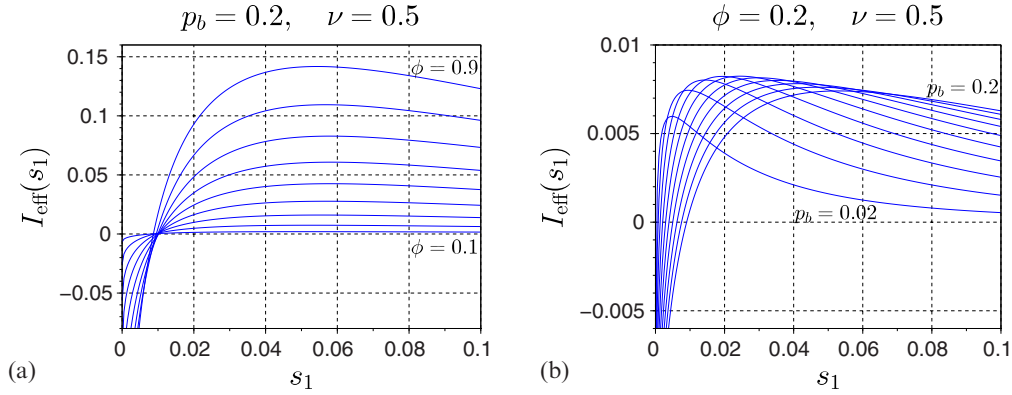 p_b = 0.2, ν = 0.5
0.15
0.1
0.05
0
−0.05
I_eff(s_1)
ϕ = 0.9
ϕ = 0.1
0 0.02 0.04 0.06 0.08 0.1
s_1
(a)
ϕ = 0.2, ν = 0.5
0.01
0.005
0
−0.005
I_eff(s_1)
p_b = 0.2
p_b = 0.02
0 0.02 0.04 0.06 0.08 0.1
s_1
(b)